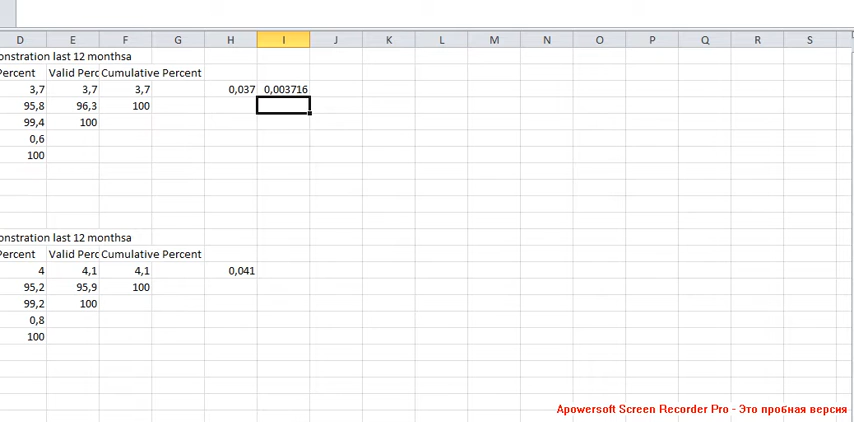 D E F G H I J K L M N O P Q R S
onstration last 12 monthsa
Percent Valid Perc Cumulative Percent
3,7 3,7 3,7 0,037 0,003716
95,8 96,3 100
99,4 100
0,6
100
onstration last 12 monthsa
Percent Valid Perc Cumulative Percent
4 4,1 4,1 0,041
95,2 95,9 100
99,2 100
0,8
100
Apowersoft Screen Recorder Pro - Это пробная версия